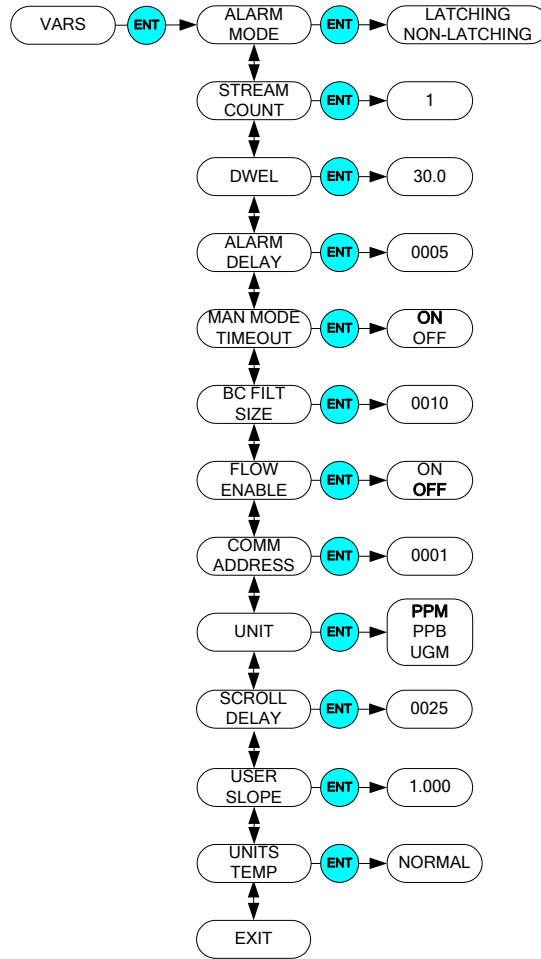 VARS
ENT
ALARM
MODE
ENT
LATCHING
NON-LATCHING
STREAM
COUNT
ENT
1
DWEL
ENT
30.0
ALARM
DELAY
ENT
0005
MAN MODE
TIMEOUT
ENT
ON
OFF
BC FILT
SIZE
ENT
0010
FLOW
ENABLE
ENT
ON
OFF
COMM
ADDRESS
ENT
0001
UNIT
ENT
PPM
PPB
UGM
SCROLL
DELAY
ENT
0025
USER
SLOPE
ENT
1.000
UNITS
TEMP
ENT
NORMAL
EXIT